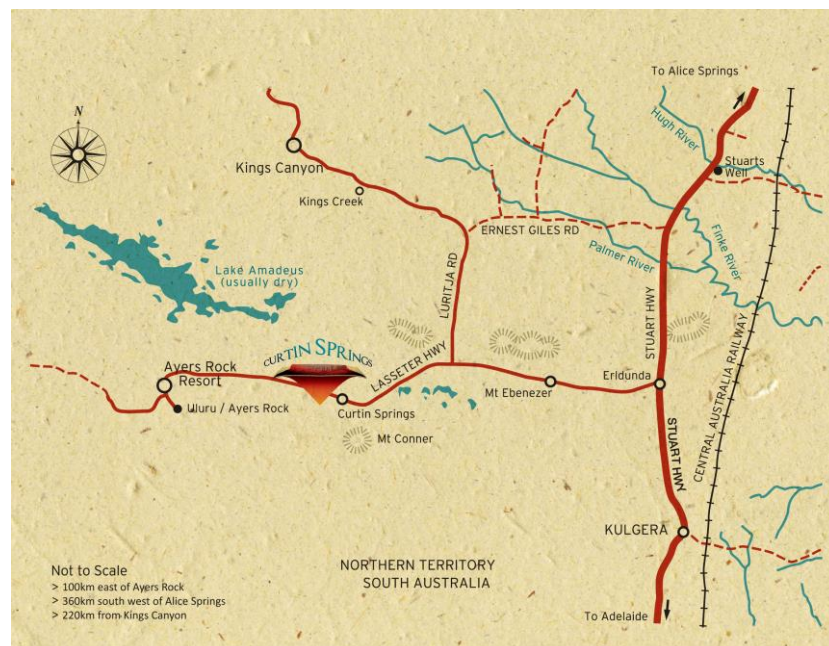 To Alice Springs
N
Hugh River
Kings Canyon
Stuarts
Well
Kings Creek
ERNEST GILES RD
Palmer River
Finke River
Lake Amadeus
(usually dry)
LURITJA RD
STUART HWY
CENTRAL AUSTRALIA RAILWAY
CURTIN SPRINGS
LASSETER HWY
Ayers Rock
Resort
Erldunda
Mt Ebenezer
Uluru / Ayers Rock
Curtin Springs
Mt Conner
STUART HWY
KULGERA
NORTHERN TERRITORY
SOUTH AUSTRALIA
Not to Scale
> 100km east of Ayers Rock
> 360km south west of Alice Springs
> 220km from Kings Canyon
To Adelaide